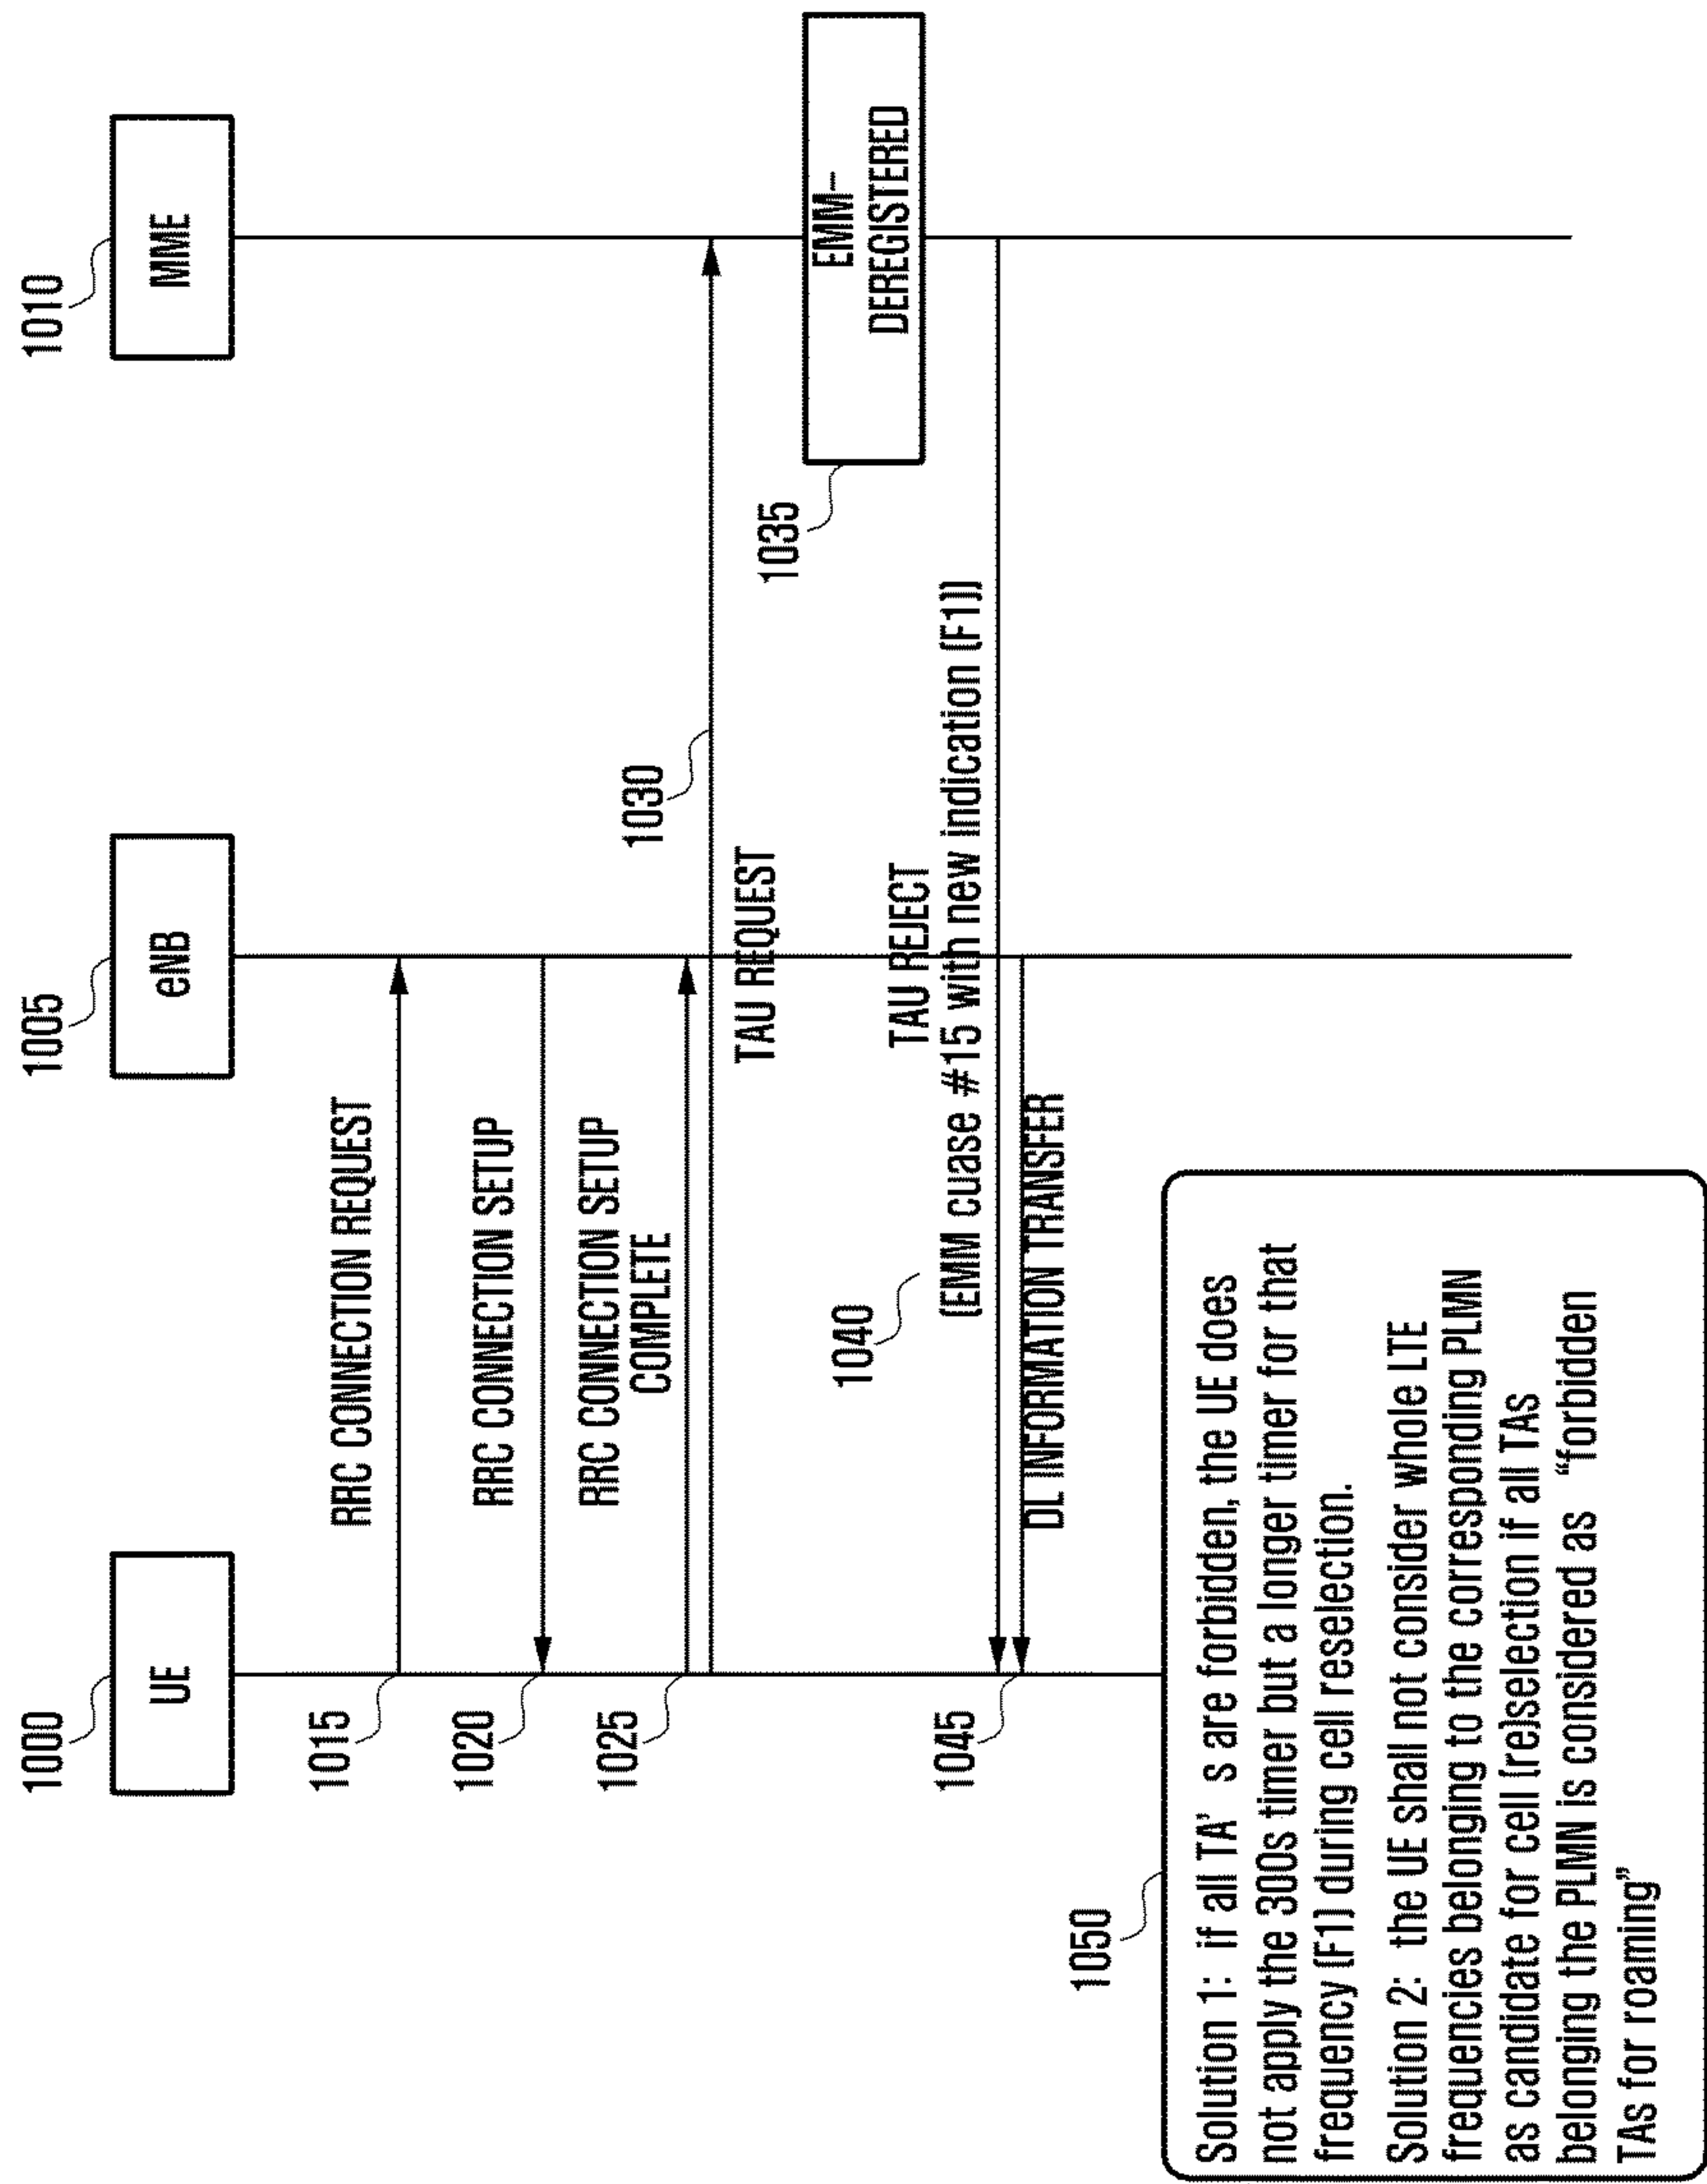 1000
1005
1010
UE
eNB
MME
RRC CONNECTION REQUEST
1015
RRC CONNECTION SETUP
1020
RRC CONNECTION SETUP
COMPLETE
1025
1030
TAU REQUEST
1035
EMM-
DEREGISTERED
1040
TAU REJECT
(EMM cuase #15 with new indication (F1))
1045
DL INFORMATION TRANSFER
1050
Solution 1: if all TA' s are forbidden, the UE does
not apply the 300s timer but a longer timer for that
frequency (F1) during cell reselection.
Solution 2: the UE shall not consider whole LTE
frequencies belonging to the corresponding PLMN
as candidate for cell (re)selection if all TAs
belonging the PLMN is considered as “forbidden
TAs for roaming”